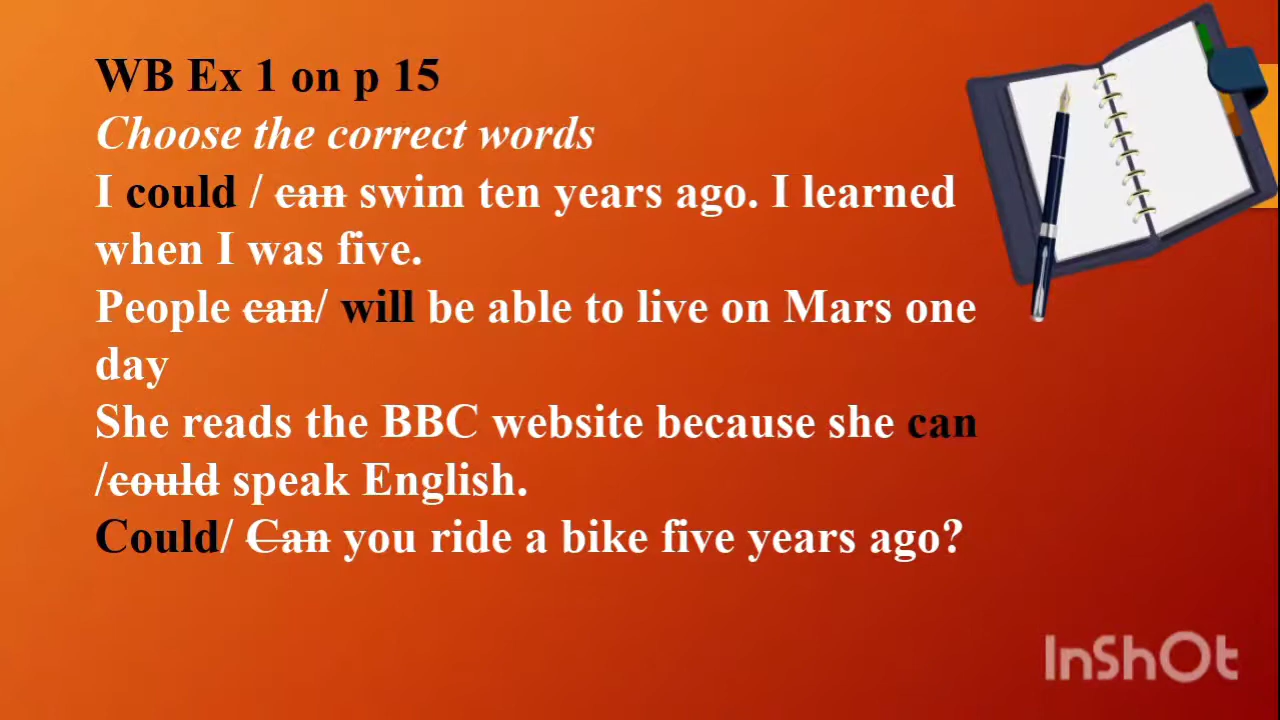 WB Ex 1 on p 15
Choose the correct words
I could / can swim ten years ago. I learned
when I was five.
People can/ will be able to live on Mars one
day
She reads the BBC website because she can
/could speak English.
Could/ Can you ride a bike five years ago?
InShOt